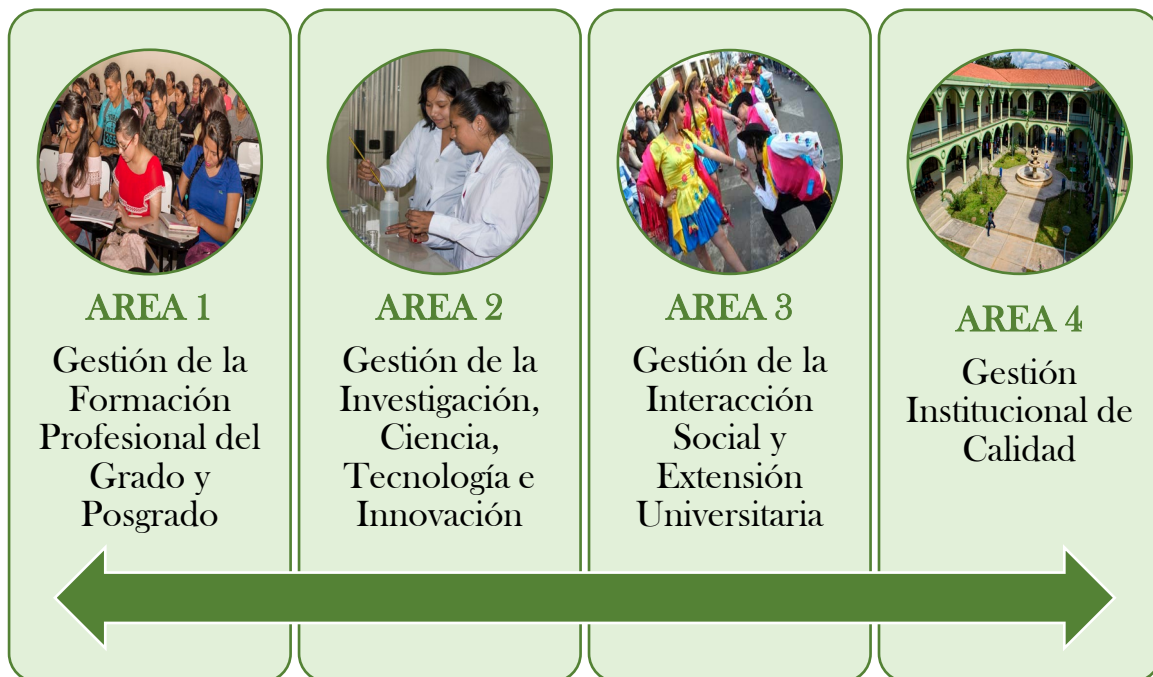 AREA 1
Gestión de la
Formación
Profesional del
Grado y
Posgrado
AREA 2
Gestión de la
Investigación,
Ciencia,
Tecnología e
Innovación
AREA 3
Gestión de la
Interacción
Social y
Extensión
Universitaria
AREA 4
Gestión
Institucional de
Calidad